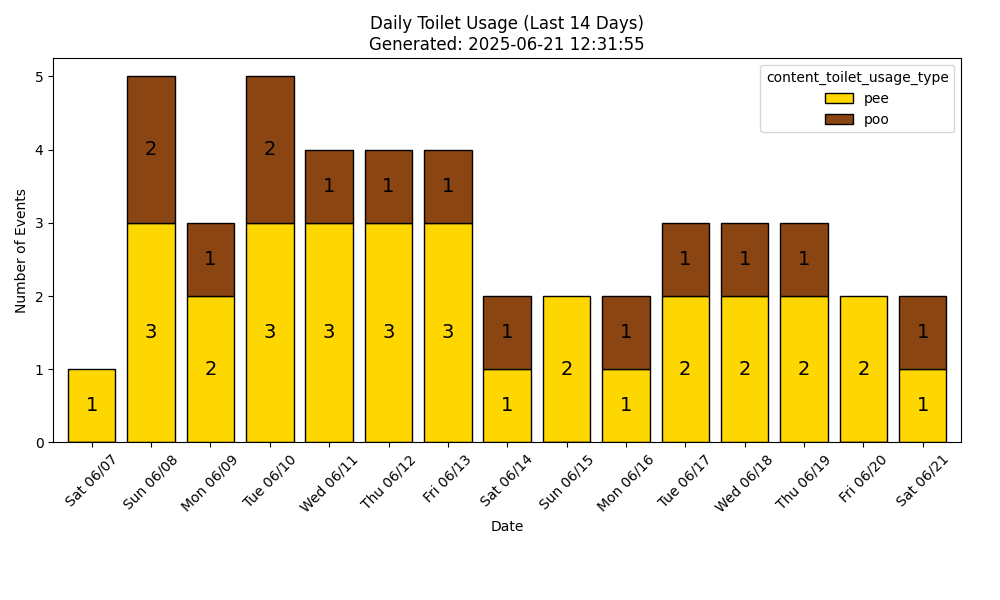 Daily Toilet Usage (Last 14 Days)
Generated: 2025-06-21 12:31:55
content_toilet_usage_type
pee
poo
Number of Events
5
4
3
2
1
0
2 2
1 1 1
1 1 1 1
3 3 3 3 3 1 1 1
2 2 2 2 2 2
1 1 1 1
Sat 06/07
Sun 06/08
Mon 06/09
Tue 06/10
Wed 06/11
Thu 06/12
Fri 06/13
Sat 06/14
Sun 06/15
Mon 06/16
Tue 06/17
Wed 06/18
Thu 06/19
Fri 06/20
Sat 06/21
Date